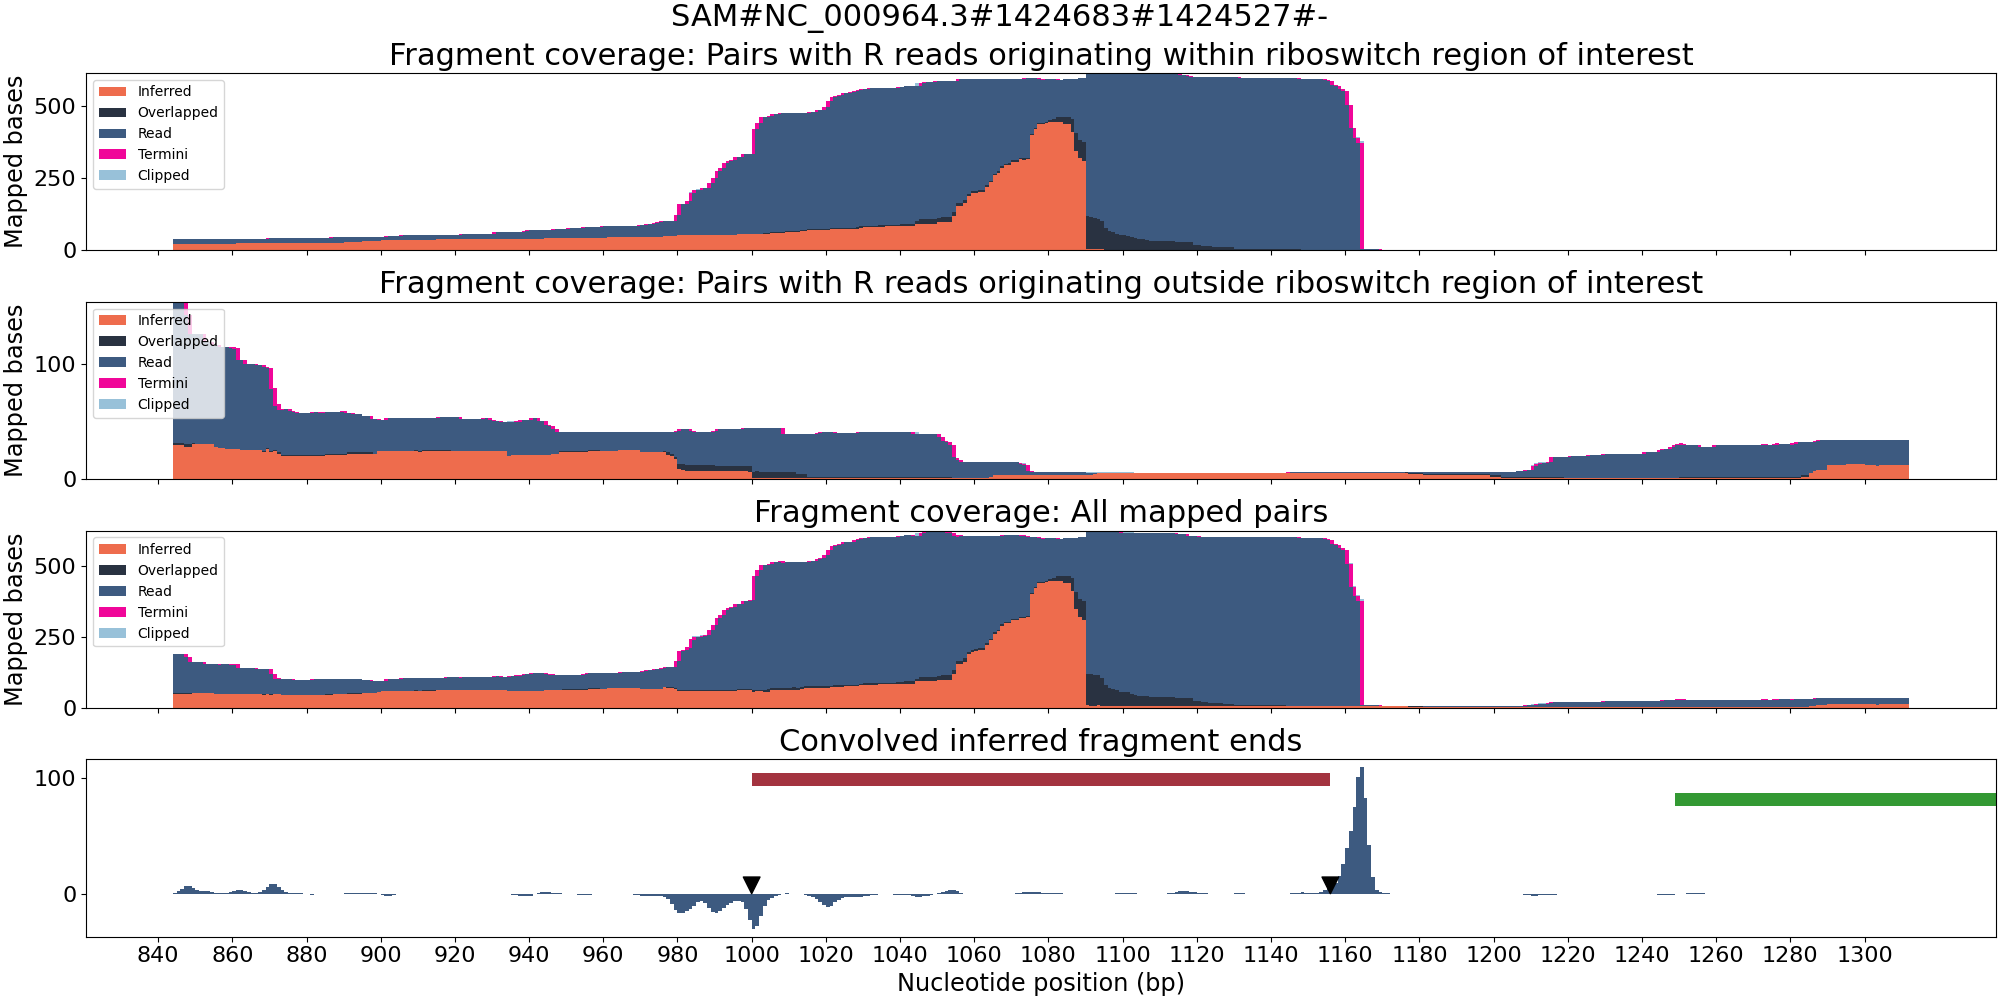 SAM#NC_000964.3#1424683#1424527#-
Fragment coverage: Pairs with R reads originating within riboswitch region of interest
Mapped bases
500
250
0
Inferred
Overlapped
Read
Termini
Clipped
Fragment coverage: Pairs with R reads originating outside riboswitch region of interest
Mapped bases
100
0
Inferred
Overlapped
Read
Termini
Clipped
Fragment coverage: All mapped pairs
Mapped bases
500
250
0
Inferred
Overlapped
Read
Termini
Clipped
Convolved inferred fragment ends
100
0
840 860 880 900 920 940 960 980 1000 1020 1040 1060 1080 1100 1120 1140 1160 1180 1200 1220 1240 1260 1280 1300
Nucleotide position (bp)